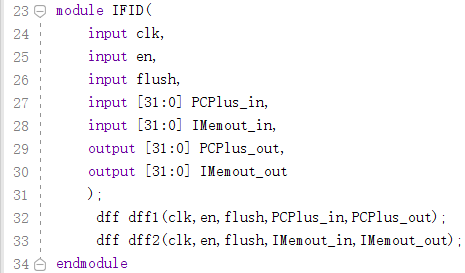 23 module IFID(
24 input clk,
25 input en,
26 input flush,
27 input [31:0] PCPlus_in,
28 input [31:0] IMemout_in,
29 output [31:0] PCPlus_out,
30 output [31:0] IMemout_out
31 );
32 dff dff1(clk,en,flush,PCPlus_in,PCPlus_out);
33 dff dff2(clk,en,flush,IMemout_in,IMemout_out);
34 endmodule